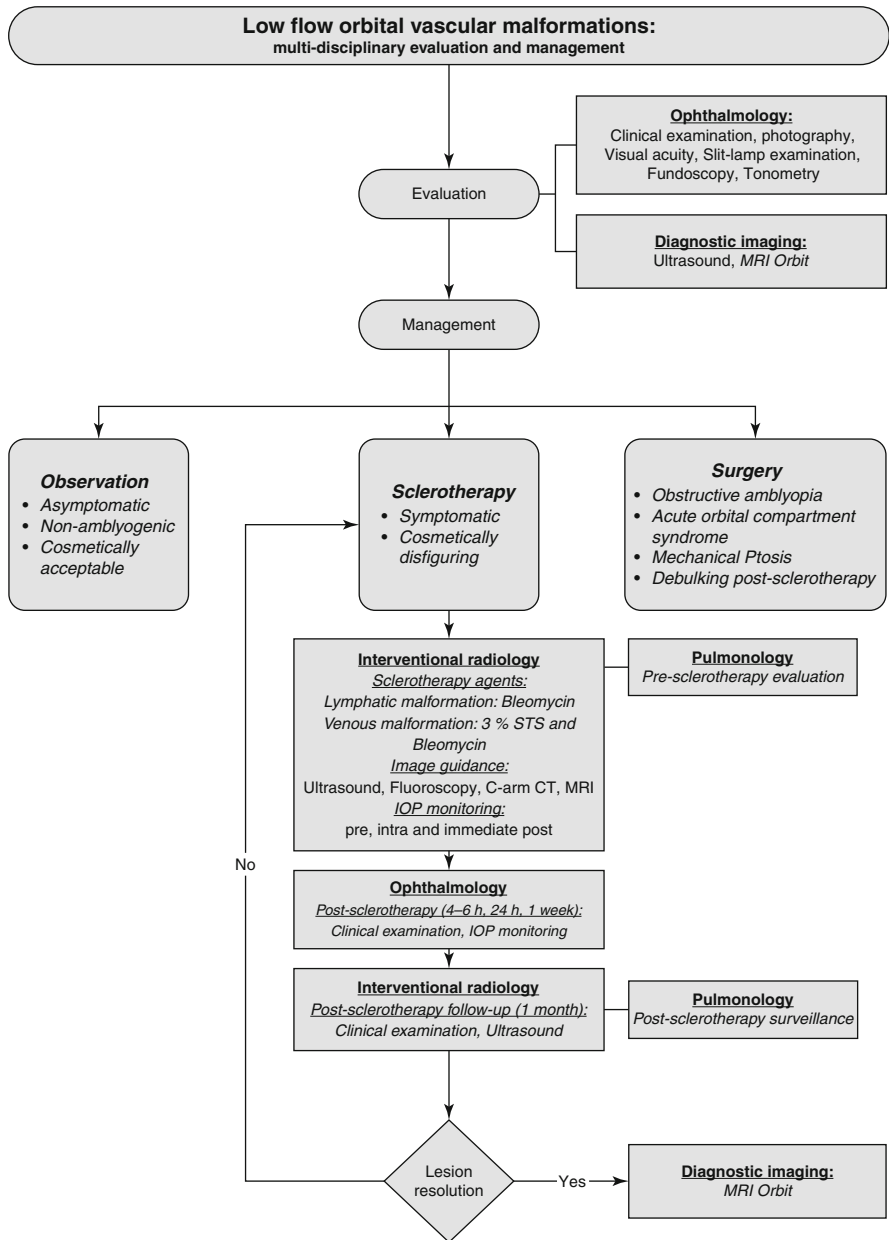 Low flow orbital vascular malformations:
multi-disciplinary evaluation and management
Evaluation
Ophthalmology:
Clinical examination, photography,
Visual acuity, Slit-lamp examination,
Fundoscopy, Tonometry
Diagnostic imaging:
Ultrasound, MRI Orbit
Management
Observation
• Asymptomatic
• Non-amblyogenic
• Cosmetically
acceptable
Sclerotherapy
• Symptomatic
• Cosmetically
disfiguring
Surgery
• Obstructive amblyopia
• Acute orbital compartment
syndrome
• Mechanical Ptosis
• Debulking post-sclerotherapy
Interventional radiology
Sclerotherapy agents:
Lymphatic malformation: Bleomycin
Venous malformation: 3 % STS and
Bleomycin
Image guidance:
Ultrasound, Fluoroscopy, C-arm CT, MRI
IOP monitoring:
pre, intra and immediate post
Pulmonology
Pre-sclerotherapy evaluation
No
Ophthalmology
Post-sclerotherapy (4–6 h, 24 h, 1 week):
Clinical examination, IOP monitoring
Interventional radiology
Post-sclerotherapy follow-up (1 month):
Clinical examination, Ultrasound
Pulmonology
Post-sclerotherapy surveillance
Lesion
resolution
Yes
Diagnostic imaging:
MRI Orbit